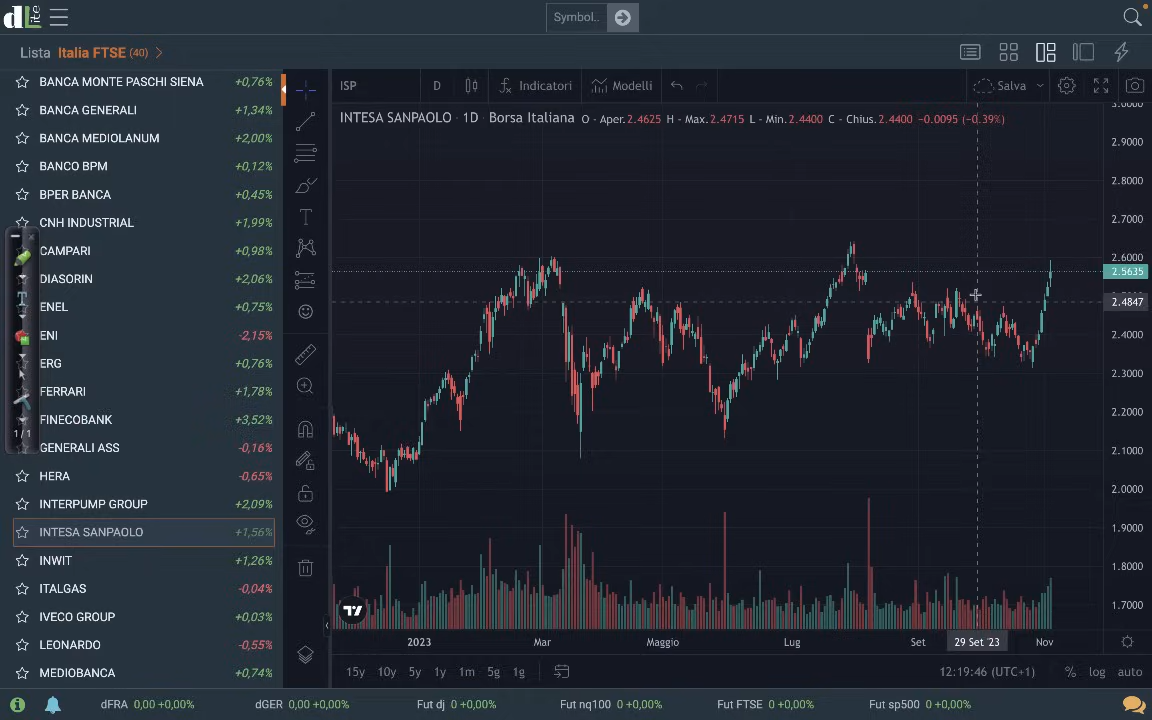 dLite
Symbol..
Lista Italia FTSE (40)
BANCA MONTE PASCHI SIENA +0,76%
BANCA GENERALI +1,34%
BANCA MEDIOLANUM +2,00%
BANCO BPM +0,12%
BPER BANCA +0,45%
CNH INDUSTRIAL +1,99%
CAMPARI +0,98%
DIASORIN +2,06%
ENEL +0,75%
ENI -2,15%
ERG +0,76%
FERRARI +1,78%
FINECOBANK +3,52%
GENERALI ASS -0,16%
HERA -0,65%
INTERPUMP GROUP +2,09%
INTESA SANPAOLO +1,56%
INWIT +1,26%
ITALGAS -0,04%
IVECO GROUP +0,03%
LEONARDO -0,55%
MEDIOBANCA +0,74%
T
1/1
ISP D Indicatori Modelli Salva
INTESA SANPAOLO · 1D · Borsa Italiana O - Aper.2.4625 H - Max.2.4715 L - Min.2.4400 C - Chius.2.4400 -0.0095 (-0.39%)
3.0000
2.9000
2.8000
2.7000
2.6000
2.5635
2.4847
2.4000
2.3000
2.2000
2.1000
2.0000
1.9000
1.8000
1.7000
2023 Mar Maggio Lug Set 29 Set '23 Nov
15y 10y 5y 1y 1m 5g 1g 12:19:46 (UTC+1) % log auto
dFRA 0,00 +0,00% dGER 0,00 +0,00% Fut dj 0 +0,00% Fut nq100 0 +0,00% Fut FTSE 0 +0,00% Fut sp500 0 +0,00%